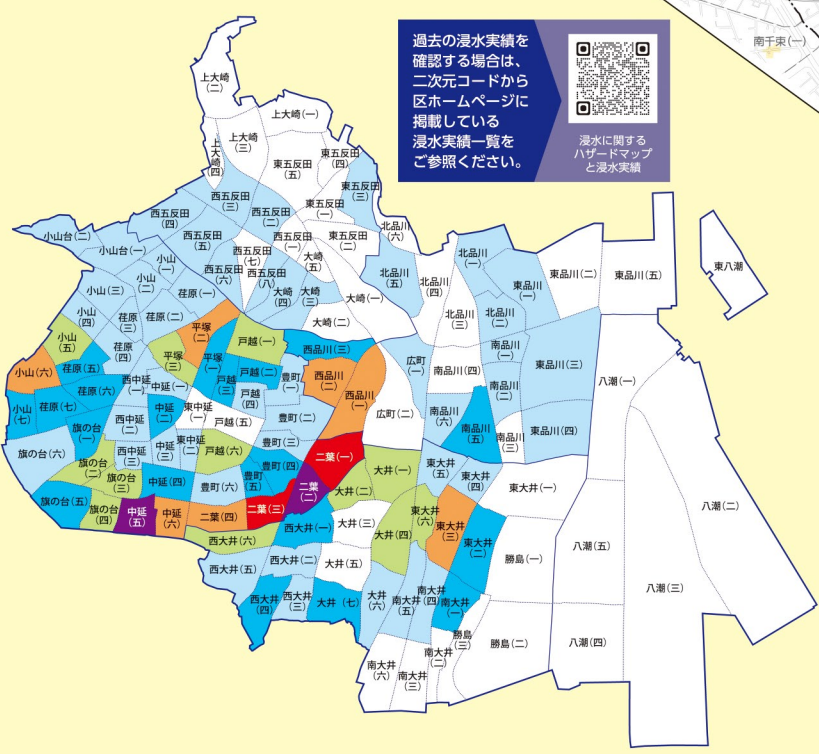 南千束(一)
過去の浸水実績を
確認する場合は、
二次元コードから
区ホームページに
掲載している
浸水実績一覧を
ご参照ください。
浸水に関する
ハザードマップ
と浸水実績
上大崎
(二)
上大崎(一)
上大崎
(三)
上大崎(四)
東五反田
(四)
東五反田
(五)
東五反田
(三)
西五反田
(三)
東五反田
(一)
西五反田
(四)
西五反田
(二)
北品川
(六)
小山台(二)
西五反田
(五)
西五反田
(一)
東五反田
(二)
小山台(一)
西五反田
(七)
大崎
(五)
北品川
(一)
東八潮
小山
(一)
西五反田
(六)
西五反田
(八)
北品川
(五)
東品川(二)
東品川(五)
小山
(二)
北品川
(四)
東品川
(一)
小山(三)
荏原(一)
大崎
(四)
大崎
(三)
大崎(一)
小山
(四)
荏原
(三)
荏原(二)
北品川
(三)
北品川
(二)
大崎(二)
平塚
(二)
小山
(五)
荏原
(四)
戸越(一)
西品川(三)
南品川
(一)
平塚
(三)
平塚
(一)
広町
(一)
東品川(三)
小山(六)
荏原(五)
戸越(二)
南品川(四)
西中延
(一)
中延(一)
戸越
(三)
豊町
(一)
西品川
(二)
八潮(一)
荏原(六)
戸越
(四)
南品川
(二)
西品川
(一)
小山
(七)
荏原(七)
中延
(二)
東中延
(一)
広町(二)
南品川
(六)
西中延
(二)
戸越(五)
豊町(二)
南品川
(五)
南品川
(三)
東品川(四)
旗の台
(一)
旗の台(六)
西中延
(三)
中延
(三)
東中延
(二)
戸越(六)
豊町(三)
二葉(一)
旗の台
(二)
豊町(四)
大井(一)
東大井
(五)
東大井
(四)
旗の台
(三)
中延(四)
豊町(六)
豊町
(五)
二葉
(二)
大井(二)
東大井(一)
旗の台(五)
旗の台
(四)
中延
(五)
中延
(六)
二葉(四)
二葉(三)
西大井(一)
大井(三)
東大井
(六)
八潮(二)
大井(四)
東大井
(三)
東大井
(二)
西大井(六)
八潮(五)
西大井(五)
西大井(二)
大井(五)
勝島(一)
八潮(三)
西大井
(四)
西大井
(三)
大井(七)
大井
(六)
南大井
(五)
南大井
(四)
南大井
(一)
勝島
(三)
勝島(二)
八潮(四)
南大井
(六)
南大井
(三)
南大井
(二)